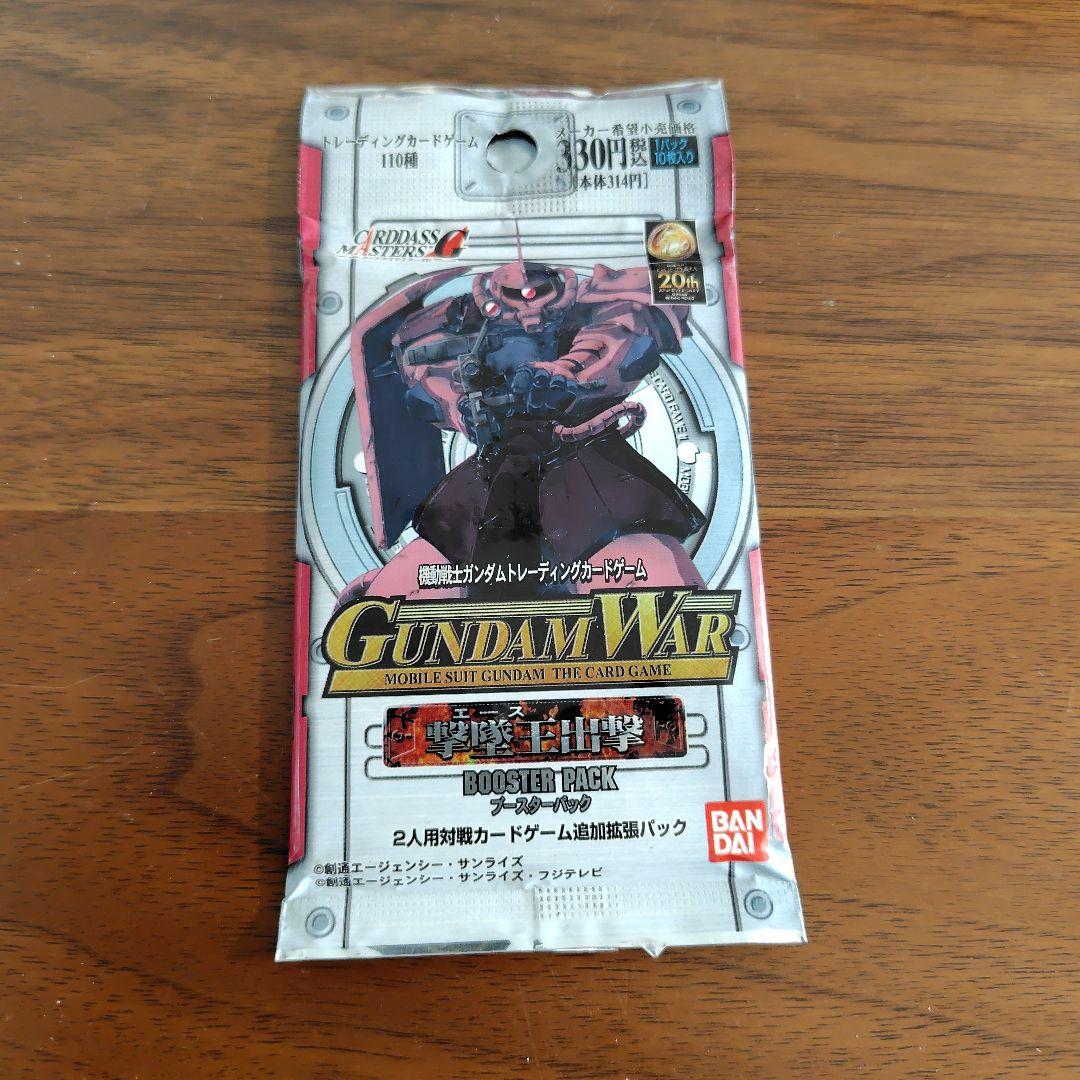 トレーディングカードゲーム
110種
メーカー希望小売価格
330円税込
1パック
10枚入り
本体314円]
CARDDASS
MASTERS G
20th
ANNIVERSARY
機動戦士ガンダムトレーディングカードゲーム
GUNDAM WAR
MOBILE SUIT GUNDAM THE CARD GAME
エース
撃墜王出撃
BOOSTER PACK
ブースターパック
2人用対戦カードゲーム追加拡張パック
BAN
DAI
©創通エージェンシー・サンライズ
©創通エージェンシー・サンライズ・フジテレビ